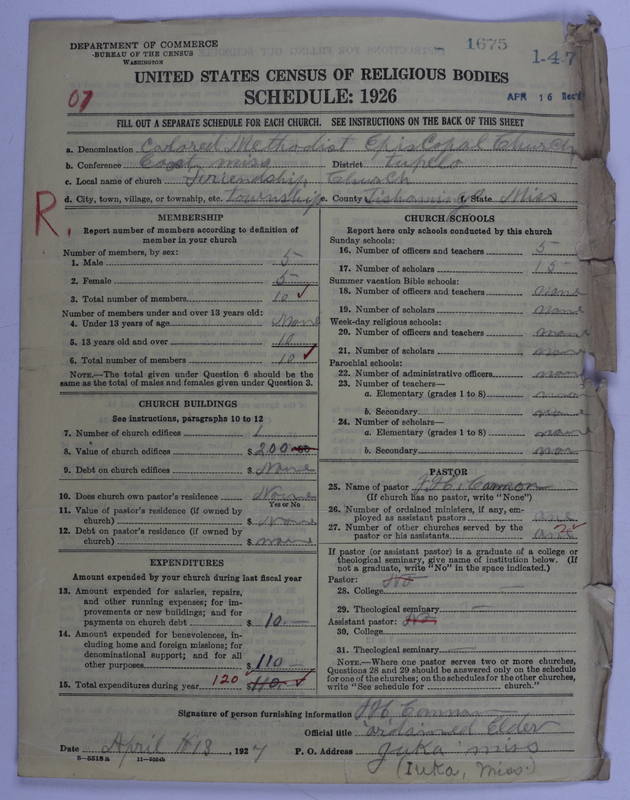 DEPARTMENT OF COMMERCE
BUREAU OF THE CENSUS
WASHINGTON
1675
1-4-7
UNITED STATES CENSUS OF RELIGIOUS BODIES
SCHEDULE: 1926
07
APR 16 Rec'd
FILL OUT A SEPARATE SCHEDULE FOR EACH CHURCH. SEE INSTRUCTIONS ON THE BACK OF THIS SHEET
a. Denomination Colored Methodist Episcopal Church
b. Conference East miss District tupelo
c. Local name of church Church
d. City, town, village, or township, etc. township e. County Tishomingo f. State Miss
R.
MEMBERSHIP
Report number of members according to definition of
member in your church
Number of members, by sex:
1. Male 5
2. Female 5
3. Total number of members 10 ✓
Number of members under and over 13 years old:
4. Under 13 years of age None
5. 13 years old and over 10
6. Total number of members 10 ✓
NOTE.—The total given under Question 6 should be the
same as the total of males and females given under Question 3.
CHURCH BUILDINGS
See instructions, paragraphs 10 to 12
7. Number of church edifices 1
8. Value of church edifices $ 200
9. Debt on church edifices $ None
10. Does church own pastor's residence None
Yes or No
11. Value of pastor's residence (if owned by
church) $ None
12. Debt on pastor's residence (if owned by
church) $ none
EXPENDITURES
Amount expended by your church during last fiscal year
13. Amount expended for salaries, repairs,
and other running expenses; for im-
provements or new buildings; and for
payments on church debt $ 10.—
14. Amount expended for benevolences, in-
cluding home and foreign missions; for
denominational support; and for all
other purposes $ 110—
15. Total expenditures during year 120 $ 110. ✓
CHURCH SCHOOLS
Report here only schools conducted by this church
Sunday schools:
16. Number of officers and teachers 5
17. Number of scholars 15
Summer vacation Bible schools:
18. Number of officers and teachers none
19. Number of scholars none
Week-day religious schools:
20. Number of officers and teachers none
21. Number of scholars none
Parochial schools:
22. Number of administrative officers none
23. Number of teachers—
a. Elementary (grades 1 to 8) none
b. Secondary none
24. Number of scholars—
a. Elementary (grades 1 to 8) none
b. Secondary non
PASTOR
25. Name of pastor Cannon
(If church has no pastor, write "None")
26. Number of ordained ministers, if any, em-
ployed as assistant pastors one
27. Number of other churches served by the
pastor or his assistants
If pastor (or assistant pastor) is a graduate of a college or
theological seminary, give name of institution below. (If
not a graduate, write "No" in the space indicated.)
Pastor: No
28. College
29. Theological seminary —
Assistant pastor: No
30. College
31. Theological seminary —
NOTE.—Where one pastor serves two or more churches,
Questions 28 and 29 should be answered only on the schedule
for one of the churches; on the schedules for the other churches,
write "See schedule for church."
Signature of person furnishing information Cannon
Official title ordained Elder
Date April 13, 1927 P. O. Address Juka miss
8—5518a 11—9264b
(Iuka, Miss.)